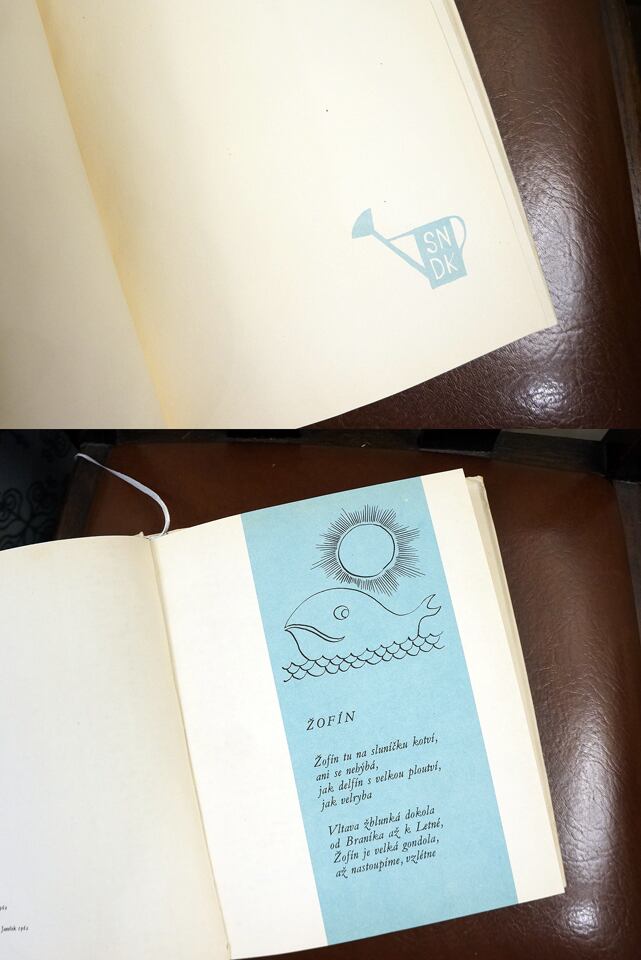 SN
DK
ŽOFÍN
Žofín tu na sluníčku kotví,
ani se nehýbá,
jak delfín s velkou ploutví,
jak velryba
Vltava žblunká dokola
od Braníka až k Letné,
Žofín je velká gondola,
až nastoupíme, vzlétne